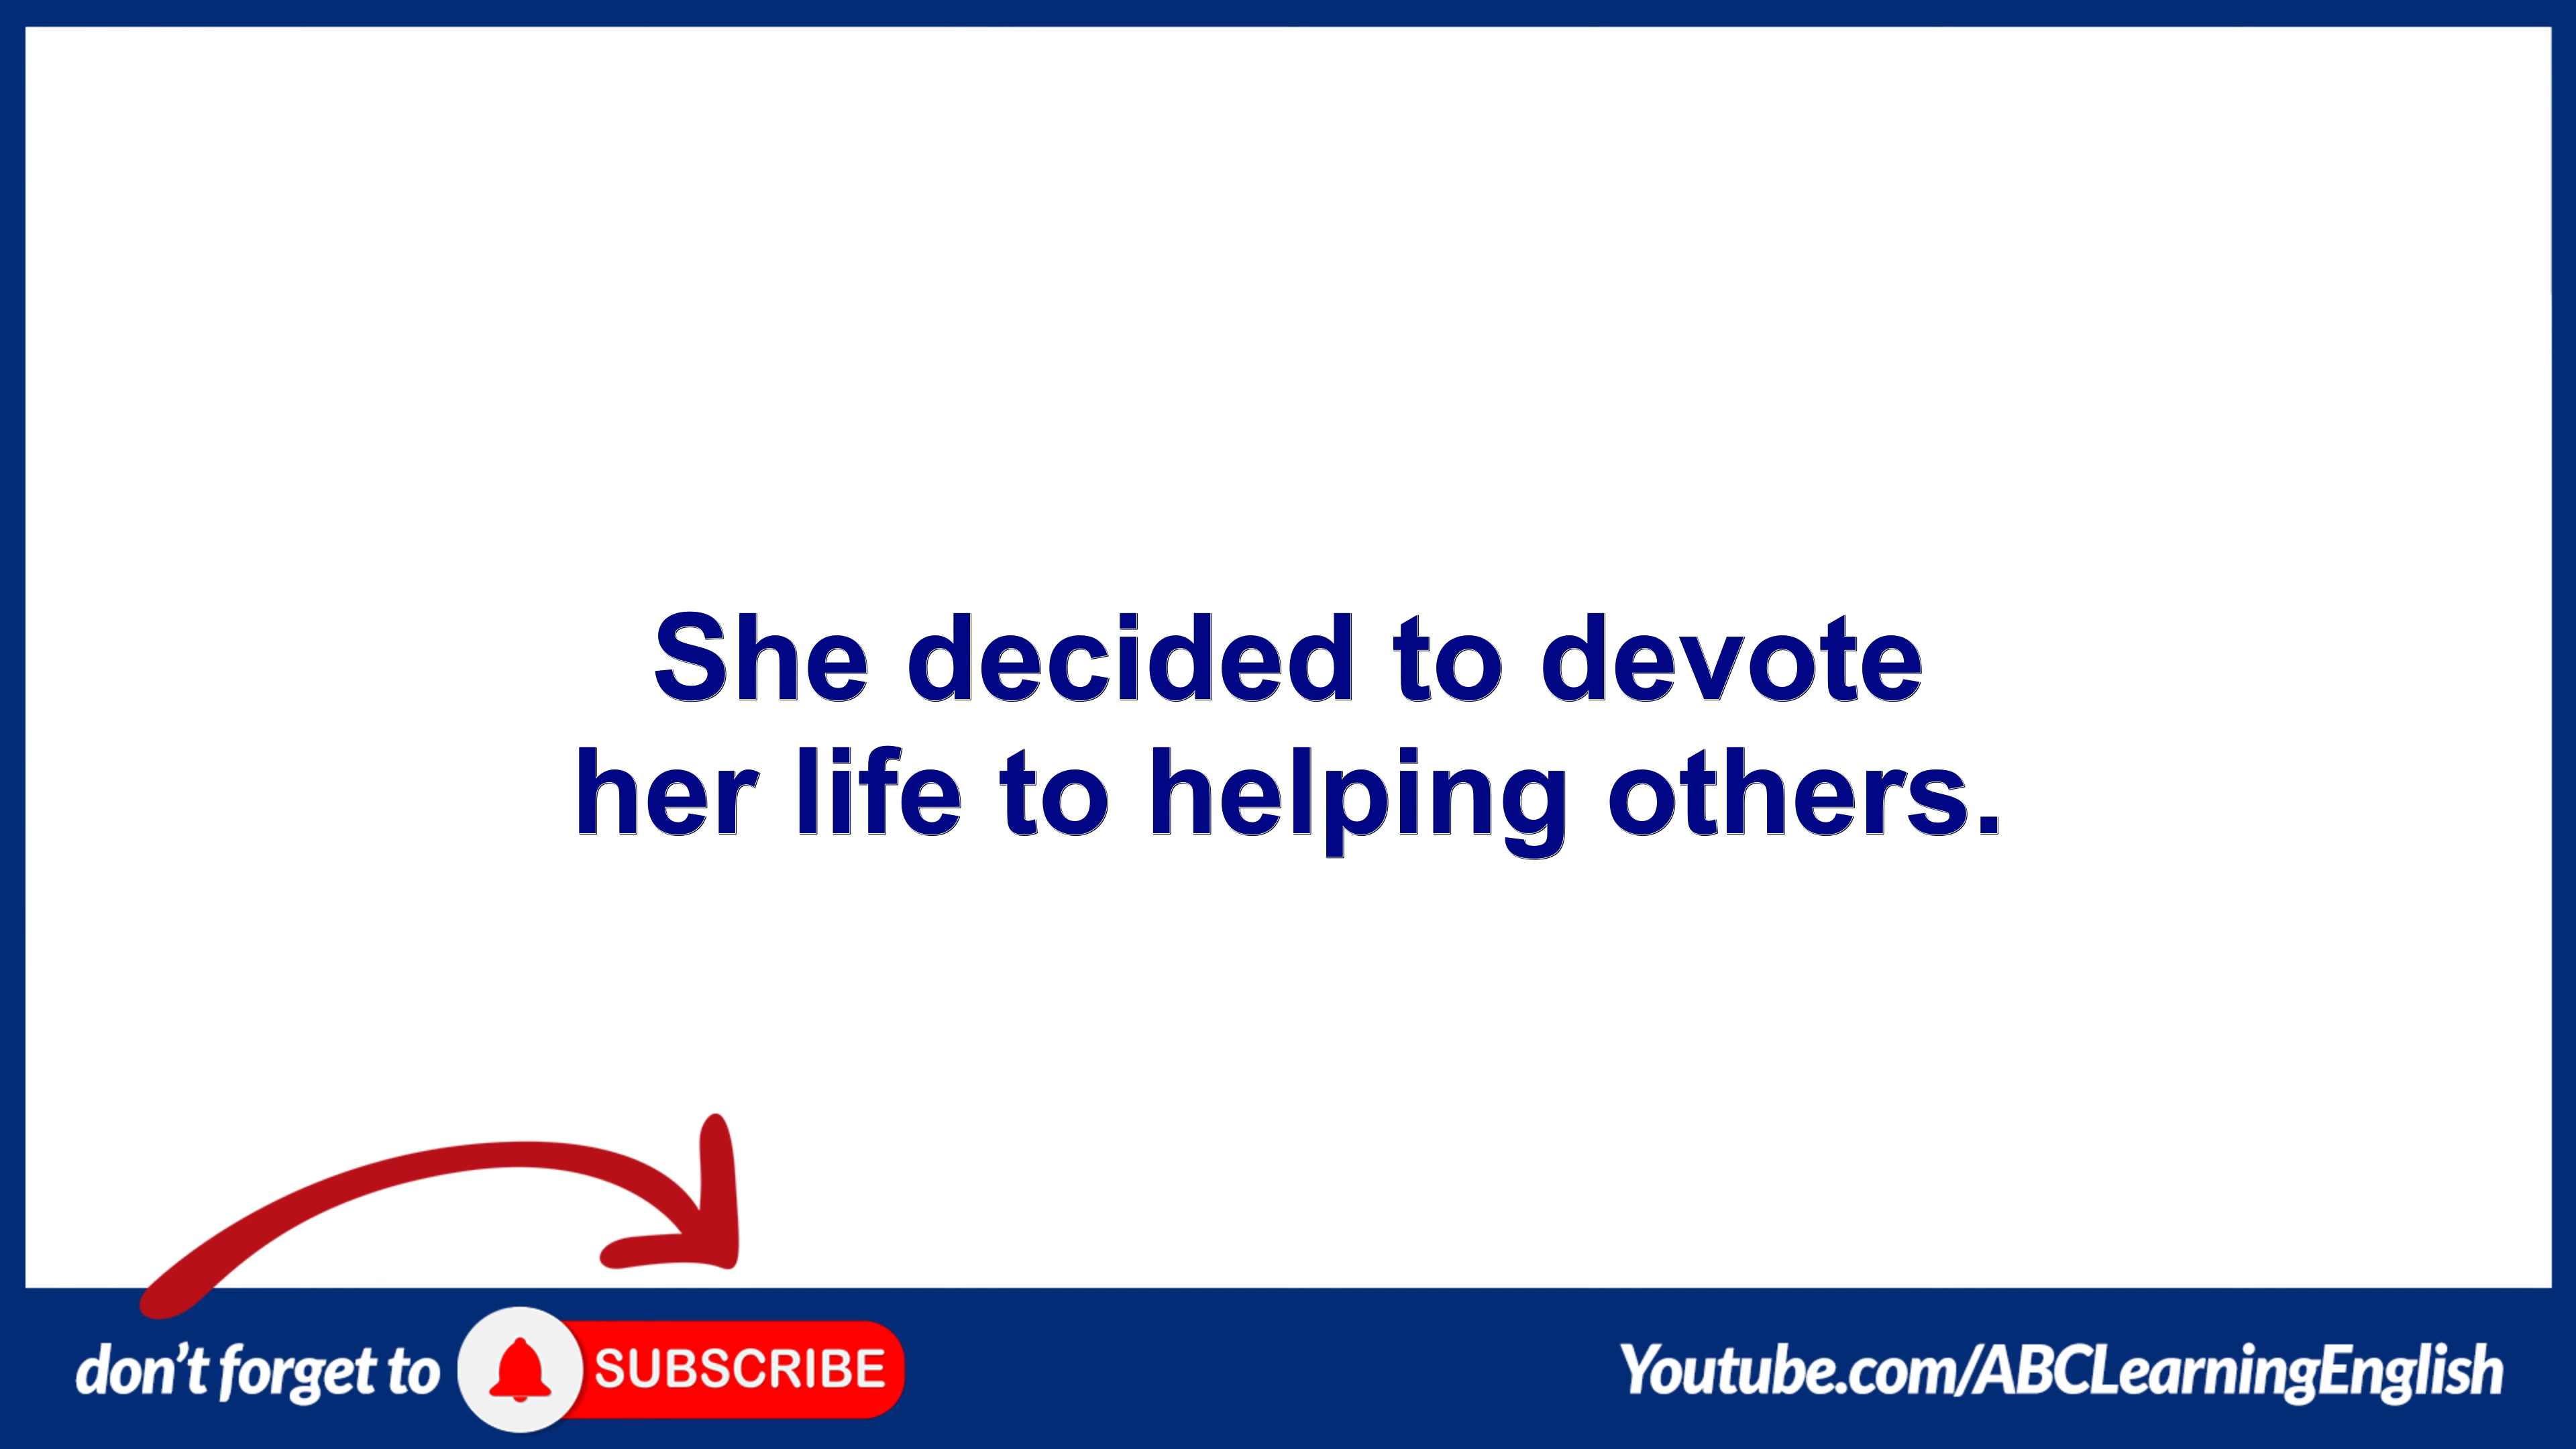 She decided to devote
her life to helping others.
don't forget to SUBSCRIBE
Youtube.com/ABCLearningEnglish